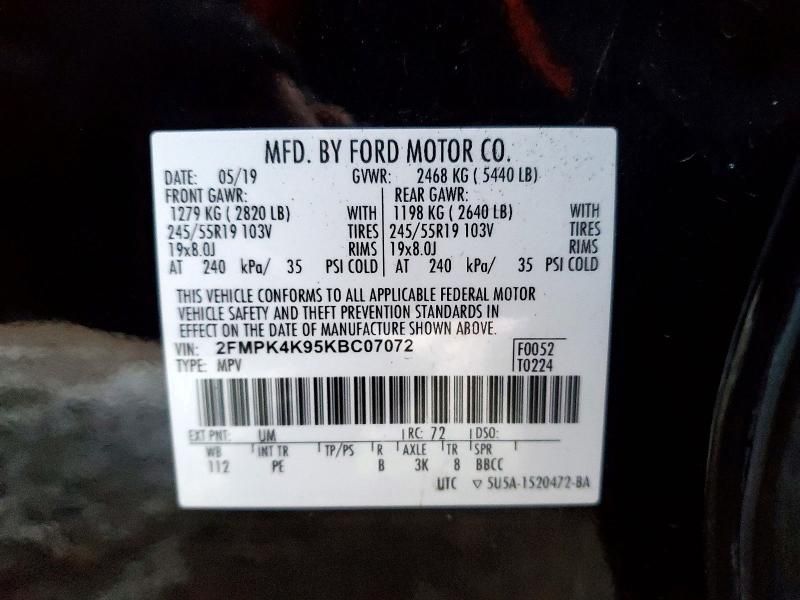 MFD. BY FORD MOTOR CO.
DATE: 05/19 GVWR: 2468 KG ( 5440 LB)
FRONT GAWR: REAR GAWR:
1279 KG ( 2820 LB) WITH 1198 KG ( 2640 LB) WITH
245/55R19 103V TIRES 245/55R19 103V TIRES
19x8.0J RIMS 19x8.0J RIMS
AT 240 kPa/ 35 PSI COLD AT 240 kPa/ 35 PSI COLD
THIS VEHICLE CONFORMS TO ALL APPLICABLE FEDERAL MOTOR
VEHICLE SAFETY AND THEFT PREVENTION STANDARDS IN
EFFECT ON THE DATE OF MANUFACTURE SHOWN ABOVE.
VIN: 2FMPK4K95KBC07072 F0052
TYPE: MPV T0224
EXT PNT: UM RC: 72 DSO:
WB INT TR TP/PS R AXLE TR SPR
112 PE B 3K 8 BBCC
UTC ▽ 5U5A-1520472-BA